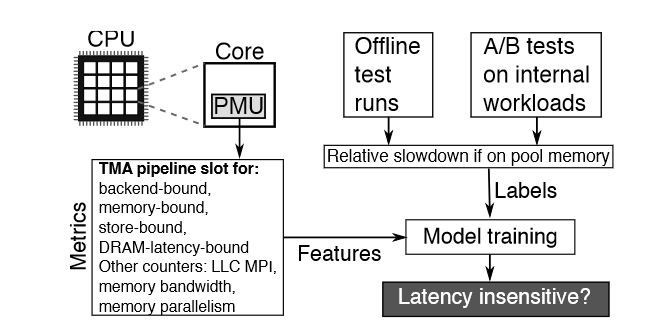 CPU
Core
PMU
Offline
test
runs
A/B tests
on internal
workloads
Relative slowdown if on pool memory
Labels
Metrics
TMA pipeline slot for:
backend-bound,
memory-bound,
store-bound,
DRAM-latency-bound
Other counters: LLC MPI,
memory bandwidth,
memory parallelism
Features
Model training
Latency insensitive?